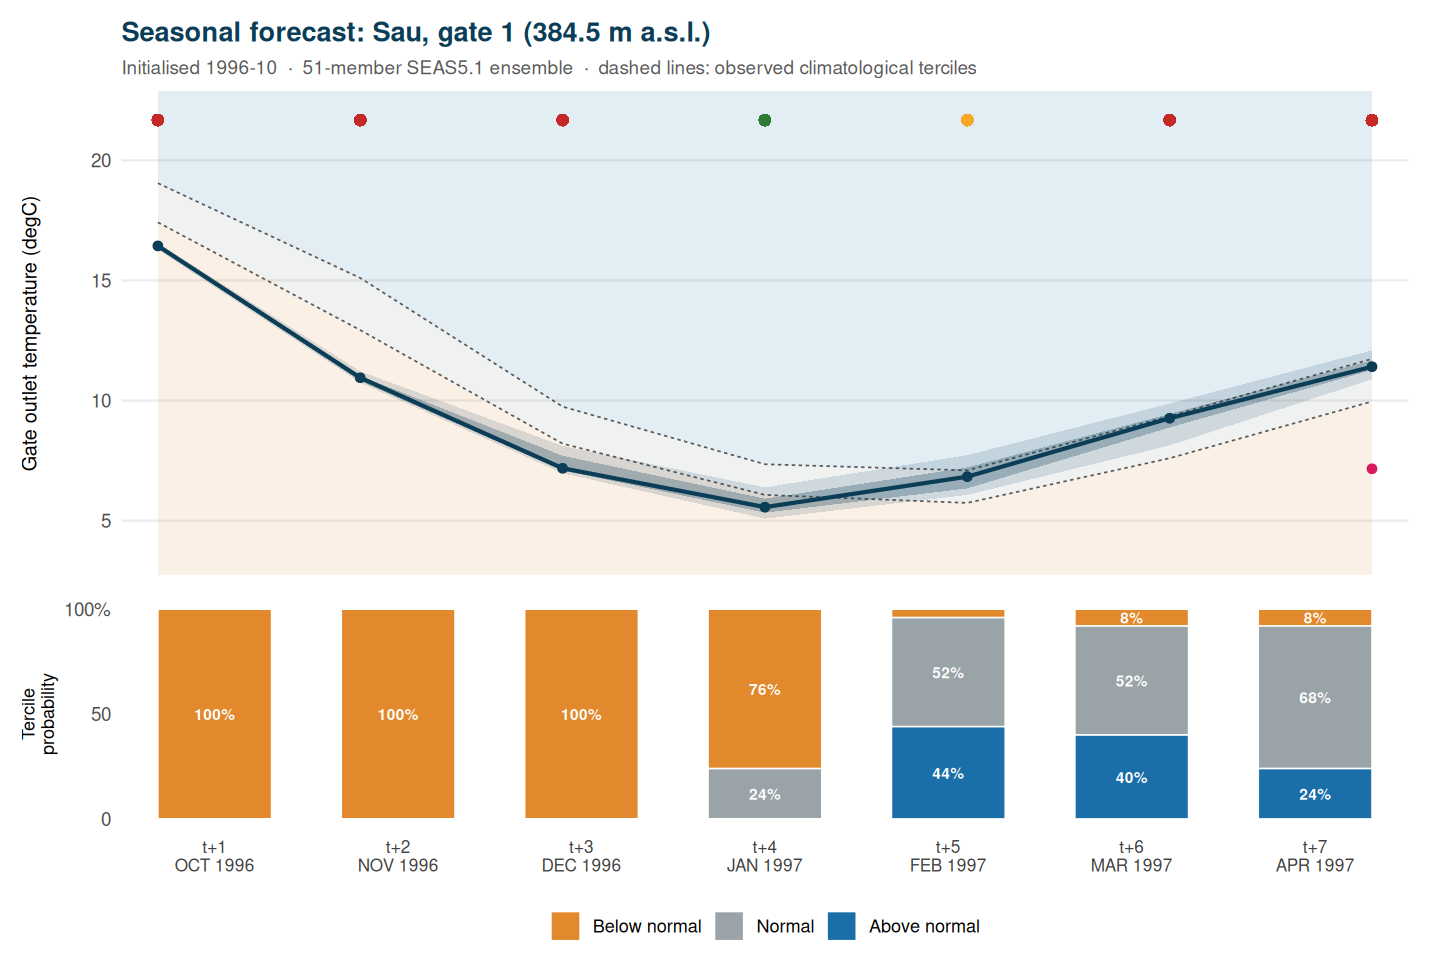 Seasonal forecast: Sau, gate 1 (384.5 m a.s.l.)
Initialised 1996-10 · 51-member SEAS5.1 ensemble · dashed lines: observed climatological terciles
Gate outlet temperature (degC)
20
15
10
5
Tercile
probability
100%
50
0
8% 8%
52% 52%
76%
68%
100% 100% 100%
44% 40%
24% 24%
t+1 t+2 t+3 t+4 t+5 t+6 t+7
OCT 1996 NOV 1996 DEC 1996 JAN 1997 FEB 1997 MAR 1997 APR 1997
Below normal Normal Above normal